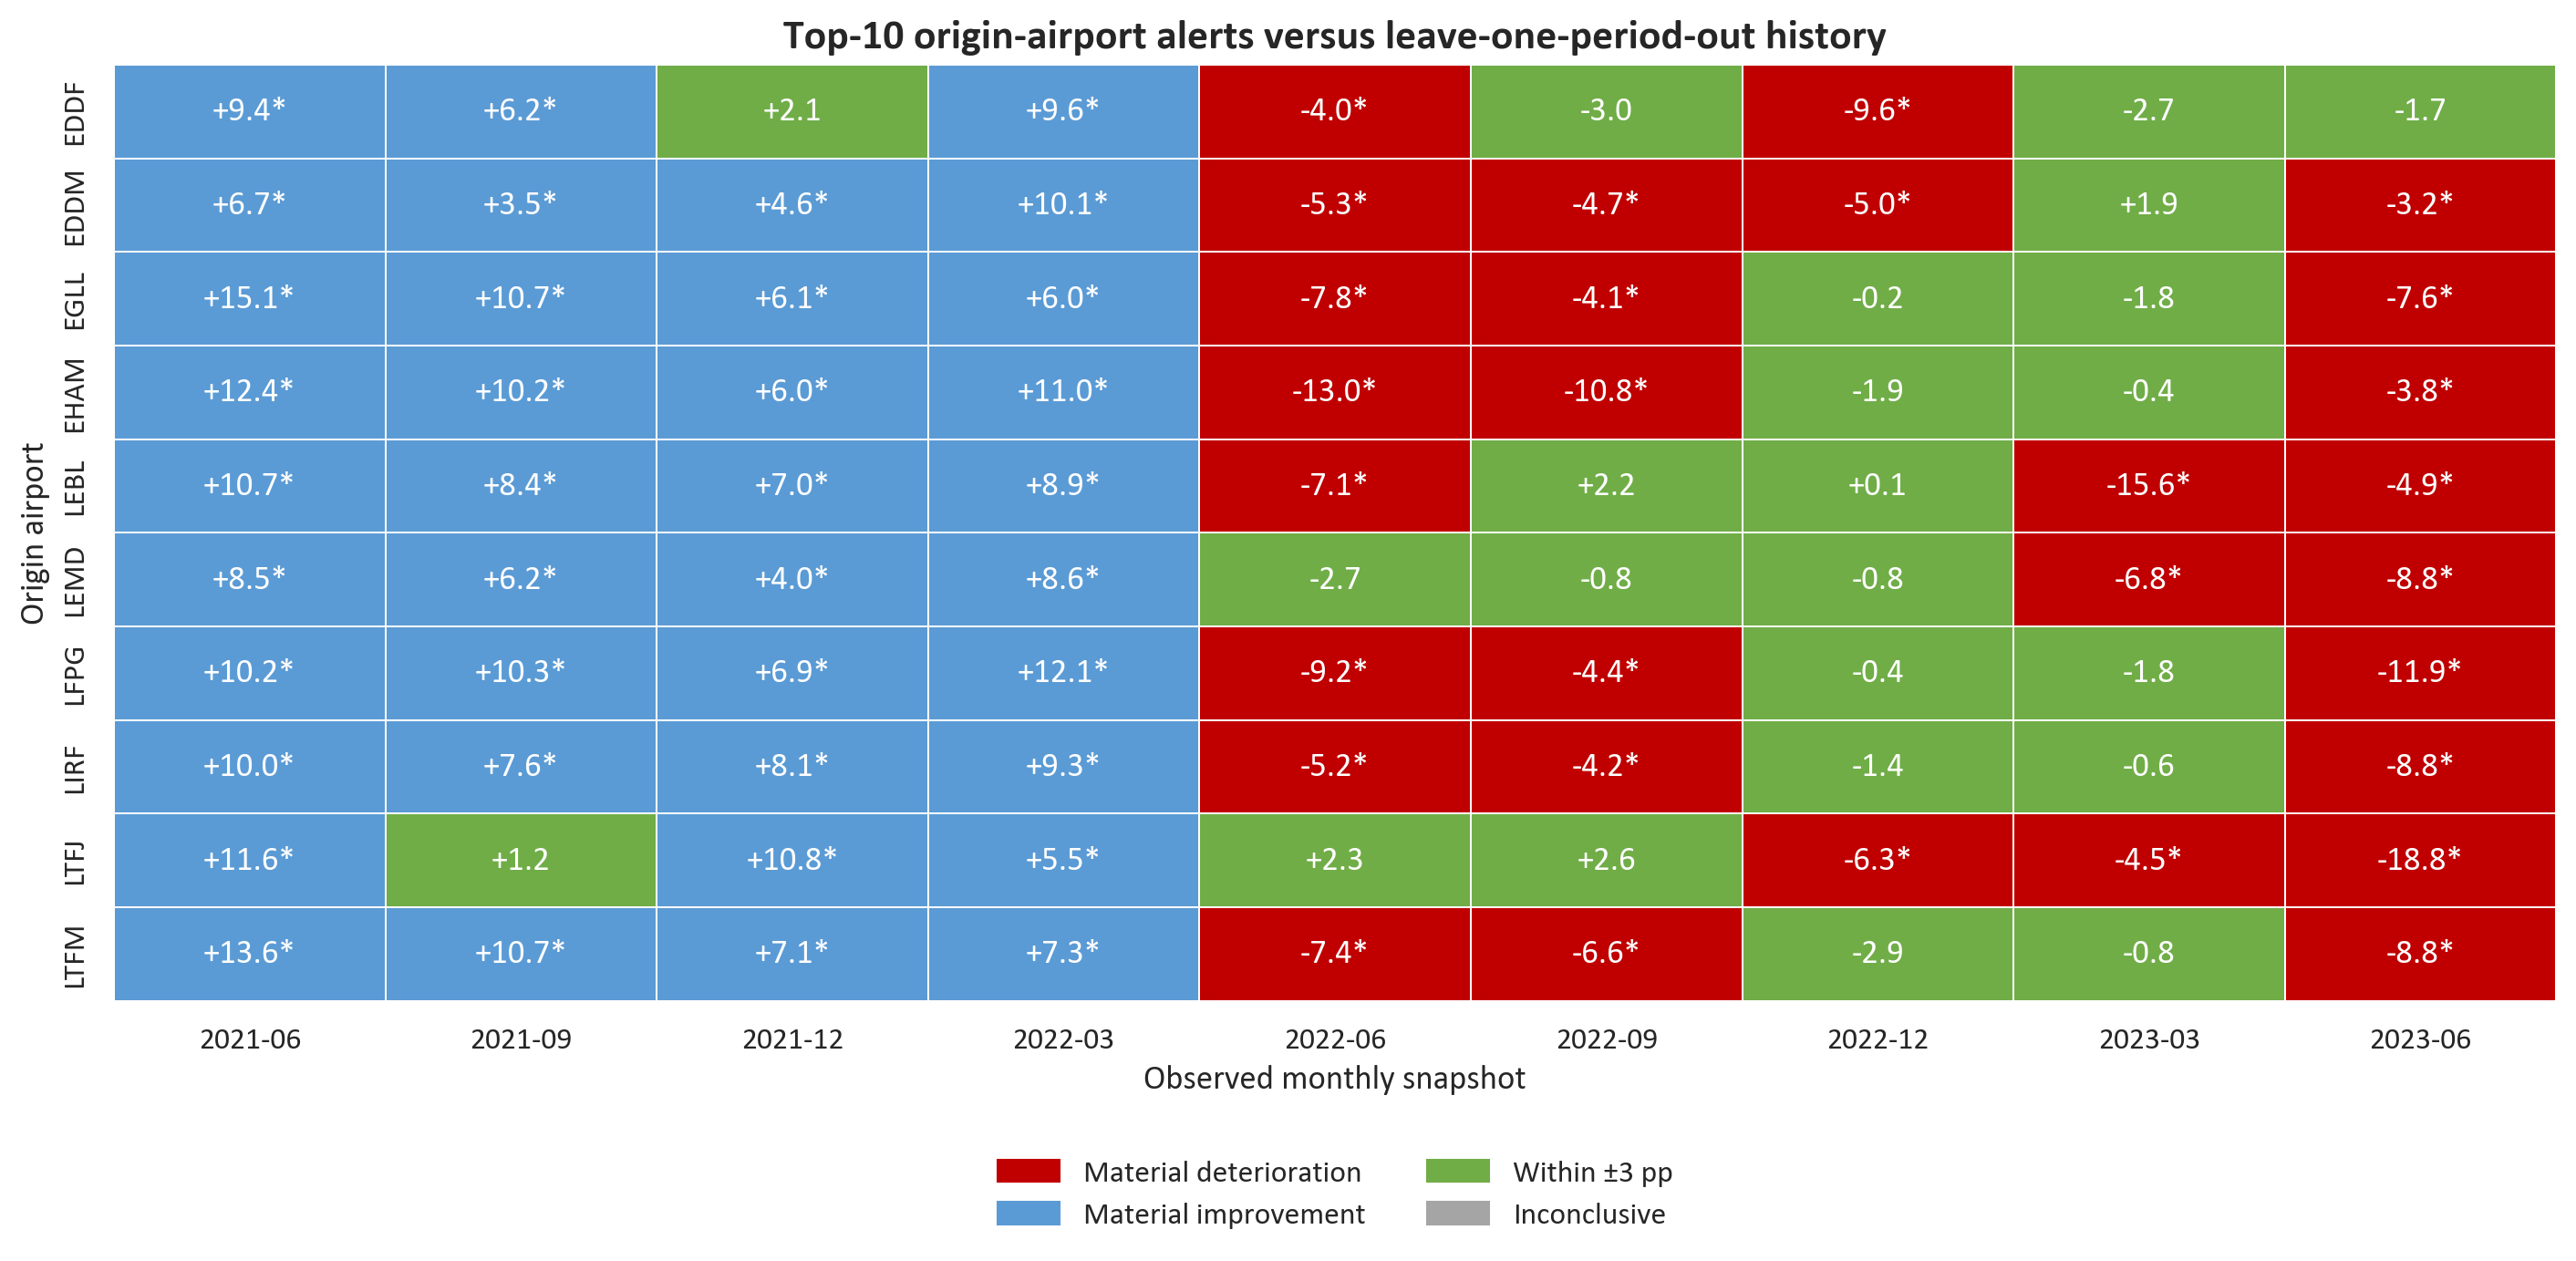 Top-10 origin-airport alerts versus leave-one-period-out history
Origin airport
EDDF +9.4* +6.2* +2.1 +9.6* -4.0* -3.0 -9.6* -2.7 -1.7
EDDM +6.7* +3.5* +4.6* +10.1* -5.3* -4.7* -5.0* +1.9 -3.2*
EGLL +15.1* +10.7* +6.1* +6.0* -7.8* -4.1* -0.2 -1.8 -7.6*
EHAM +12.4* +10.2* +6.0* +11.0* -13.0* -10.8* -1.9 -0.4 -3.8*
LEBL +10.7* +8.4* +7.0* +8.9* -7.1* +2.2 +0.1 -15.6* -4.9*
LEMD +8.5* +6.2* +4.0* +8.6* -2.7 -0.8 -0.8 -6.8* -8.8*
LFPG +10.2* +10.3* +6.9* +12.1* -9.2* -4.4* -0.4 -1.8 -11.9*
LIRF +10.0* +7.6* +8.1* +9.3* -5.2* -4.2* -1.4 -0.6 -8.8*
LTFJ +11.6* +1.2 +10.8* +5.5* +2.3 +2.6 -6.3* -4.5* -18.8*
LTFM +13.6* +10.7* +7.1* +7.3* -7.4* -6.6* -2.9 -0.8 -8.8*
2021-06 2021-09 2021-12 2022-03 2022-06 2022-09 2022-12 2023-03 2023-06
Observed monthly snapshot
Material deterioration Within ±3 pp
Material improvement Inconclusive